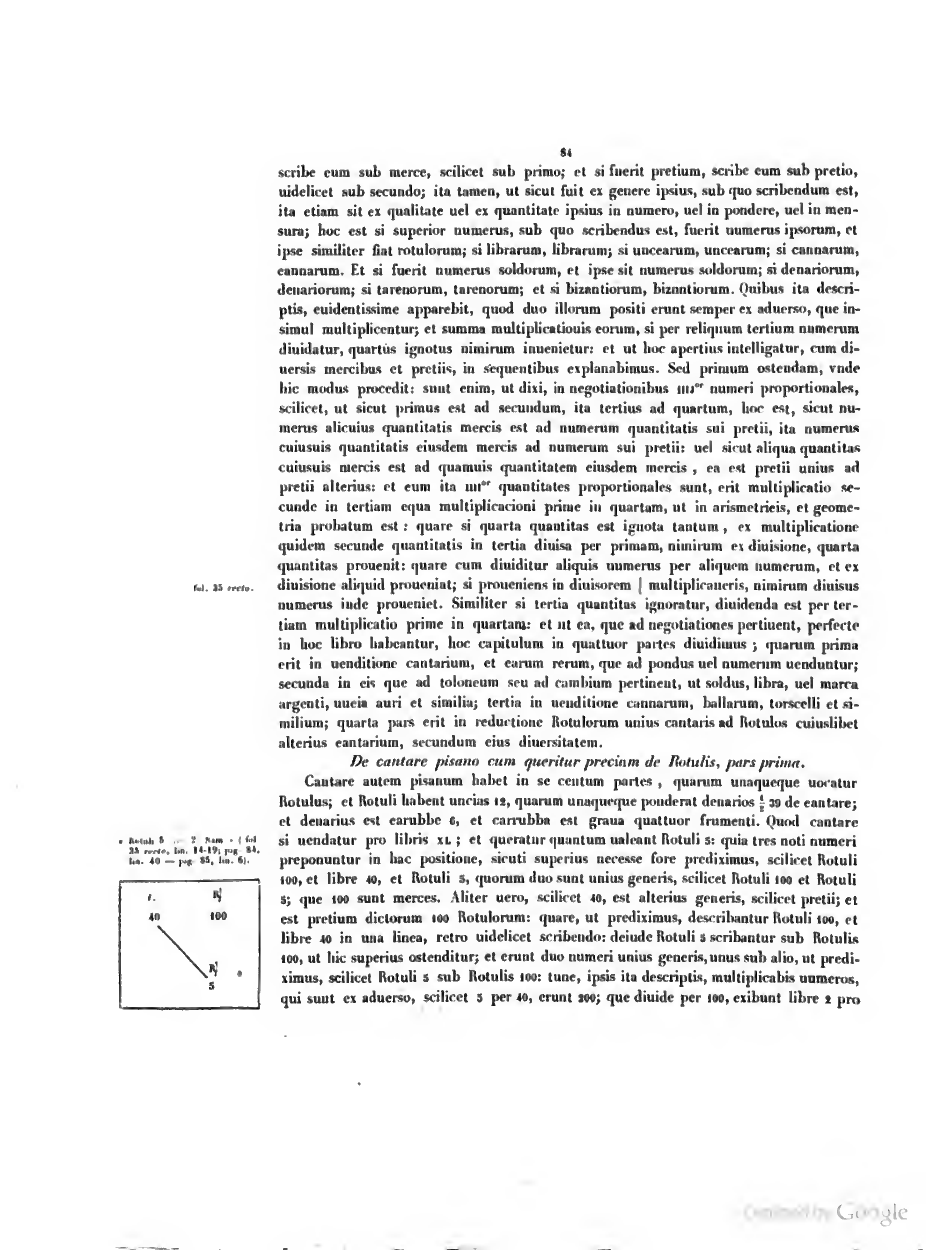 84
scribe eum sub merce, scilicet sub primo; et si fuerit pretium, scribe eum sub pretio,
uidelicet sub secundo; ita tamen, ut sicut fuit ex genere ipsius, sub quo scribendum est,
ita etiam sit ex qualitate uel ex quantitate ipsius in numero, uel in pondere, uel in men-
sura; hoc est si superior numerus, sub quo scribendus est, fuerit numerus ipsorum, et
ipse similiter fiat rotulorum; si librarum, librarum; si uncearum, uncearum; si cannarum,
cannarum. Et si fuerit numerus soldorum, et ipse sit numerus soldorum; si denariorum,
denariorum; si tarenorum, tarenorum; et si bizantiorum, bizantiorum. Quibus ita descri-
ptis, euidentissime apparebit, quod duo illorum positi erunt semper ex aduerso, que in-
simul multiplicentur; et summa multiplicatiouis eorum, si per reliquum tertium numerum
diuidatur, quartus ignotus nimirum inuenietur: et ut hoc apertius intelligatur, cum di-
uersis mercibus et pretiis, in sequentibus explanabimus. Sed primum ostendam, vnde
hic modus procedit: sunt enim, ut dixi, in negotiationibus IIIIor numeri proportionales,
scilicet, ut sicut primus est ad secundum, ita tertius ad quartum, hoc est, sicut nu-
merus alicuius quantitatis mercis est ad numerum quantitatis sui pretii, ita numerus
cuiusuis quantitatis eiusdem mercis ad numerum sui pretii: uel sicut aliqua quantitas
cuiusuis mercis est ad quamuis quantitatem eiusdem mercis , ea est pretii unius ad
pretii alterius: et eum ita IIIIor quantitates proportionales sunt, erit multiplicatio se-
cunde in tertiam equa multiplicacioni prime in quartam, ut in arismetricis, et geome-
tria probatum est : quare si quarta quantitas est ignota tantum , ex multiplicatione
quidem secunde quantitatis in tertia diuisa per primam, nimirum ex diuisione, quarta
quantitas prouenit: quare cum diuiditur aliquis numerus per aliquem numerum, et ex
fol. 35 recto.
diuisione aliquid proueniat; si proueniens in diuisorem | multiplicaueris, nimirum diuisus
numerus inde proueniet. Similiter si tertia quantitas ignoratur, diuidenda est per ter-
tiam multiplicatio prime in quartam: et ut ea, que ad negotiationes pertinent, perfecte
in hoc libro habeantur, hoc capitulum in quattuor partes diuidimus ; quarum prima
erit in uenditione cantarium, et earum rerum, que ad pondus uel numerum uenduntur;
secunda in eis que ad toloneum seu ad cambium pertinent, ut soldus, libra, uel marca
argenti, uncia auri et similia; tertia in uenditione cannarum, ballarum, torscelli et si-
milium; quarta pars erit in reductione Rotulorum unius cantaris ad Rotulos cuiuslibet
alterius cantarium, secundum eius diuersitatem.
De cantare pisano cum queritur precium de Rotulis, pars prima.
Cantare autem pisanum habet in se centum partes , quarum unaqueque uocatur
Rotulus; et Rotuli habent uncias 12, quarum unaqueque ponderat denarios 1/2 39 de cantare;
et denarius est carubbe 6, et carrubba est graua quattuor frumenti. Quod cantare
si uendatur pro libris XL ; et queratur quantum ualeant Rotuli 5: quia tres noti numeri
preponuntur in hac positione, sicuti superius necesse fore prediximus, scilicet Rotuli
100, et libre 40, et Rotuli 5, quorum duo sunt unius generis, scilicet Rotuli 100 et Rotuli
5; que 100 sunt merces. Aliter uero, scilicet 40, est alterius generis, scilicet pretii; et
est pretium dictorum 100 Rotulorum: quare, ut prediximus, describantur Rotuli 100, et
libre 40 in una linea, retro uidelicet scribendo: deiude Rotuli 5 scribantur sub Rotulis
100, ut hic superius ostenditur; et erunt duo numeri unius generis, unus sub alio, ut predi-
ximus, scilicet Rotuli 5 sub Rotulis 100: tunc, ipsis ita descriptis, multiplicabis numeros,
qui sunt ex aduerso, scilicet 5 per 40, erunt 200; que diuide per 100, exibunt libre 2 pro
« Rotuli 5 2 Nam » ( fol.
35 recto, lin. 14-19; pag. 84,
lin. 40 — pag. 85, lin. 6).
40 100
5
Google